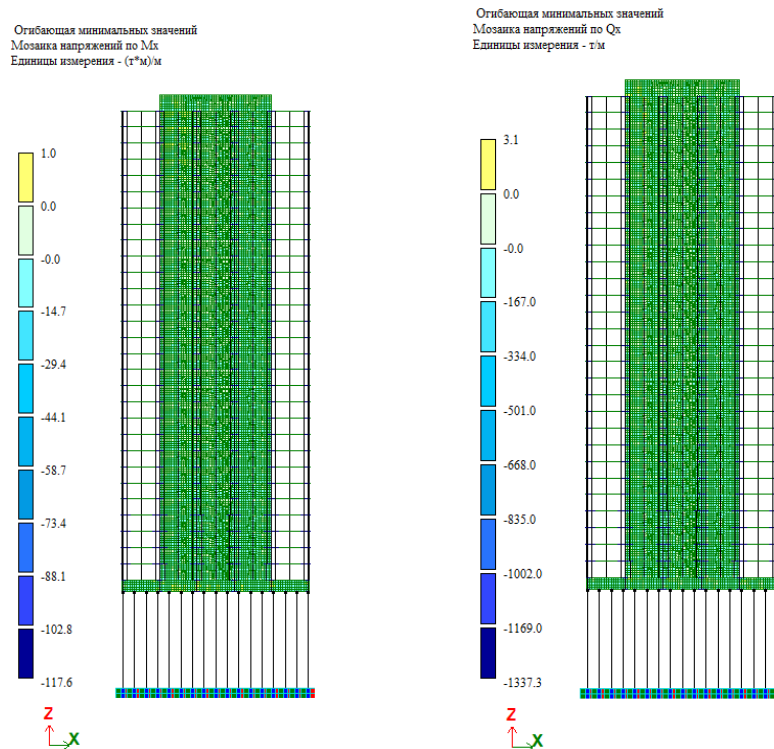 Огибающая минимальных значений
Мозаика напряжений по Mx
Единицы измерения - (т*м)/м
1.0
0.0
-0.0
-14.7
-29.4
-44.1
-58.7
-73.4
-88.1
-102.8
-117.6
Z
X
Огибающая минимальных значений
Мозаика напряжений по Qx
Единицы измерения - т/м
3.1
0.0
-0.0
-167.0
-334.0
-501.0
-668.0
-835.0
-1002.0
-1169.0
-1337.3
Z
X